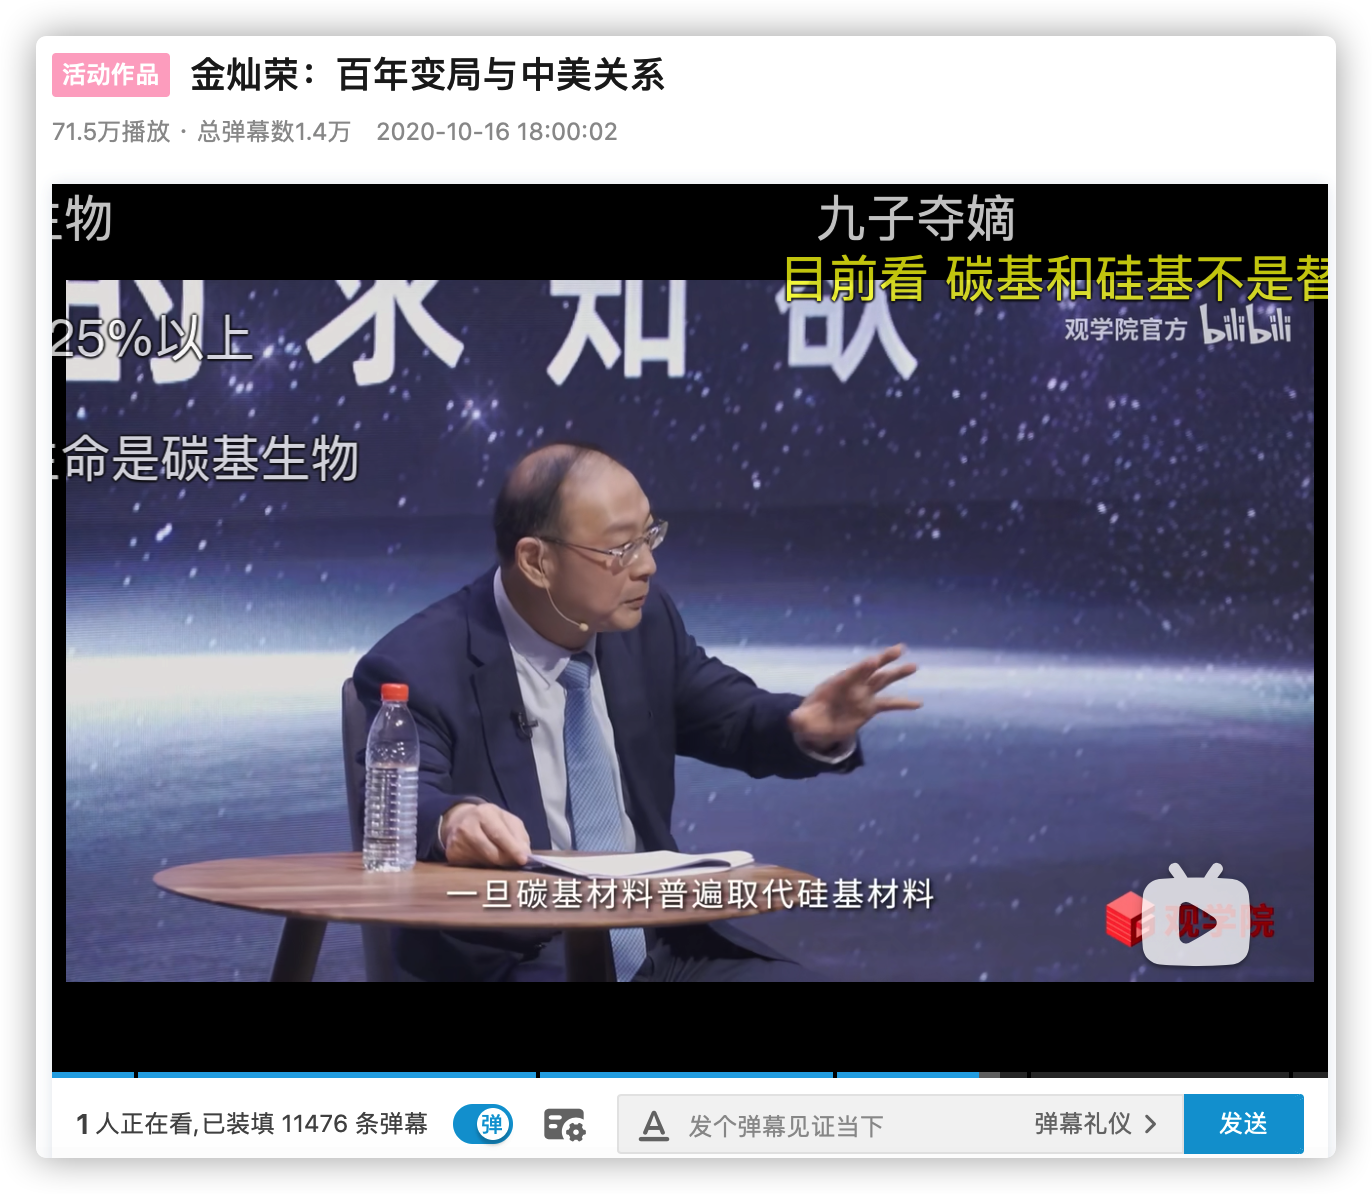 活动作品 金灿荣：百年变局与中美关系
71.5万播放 · 总弹幕数1.4万 2020-10-16 18:00:02
物 九子夺嫡
目前看 碳基和硅基不是替
的求知欲
观学院官方 bilibili
25%以上
命是碳基生物
一旦碳基材料普遍取代硅基材料
观学院
1人正在看,已装填 11476 条弹幕 弹 A 发个弹幕见证当下 弹幕礼仪 > 发送